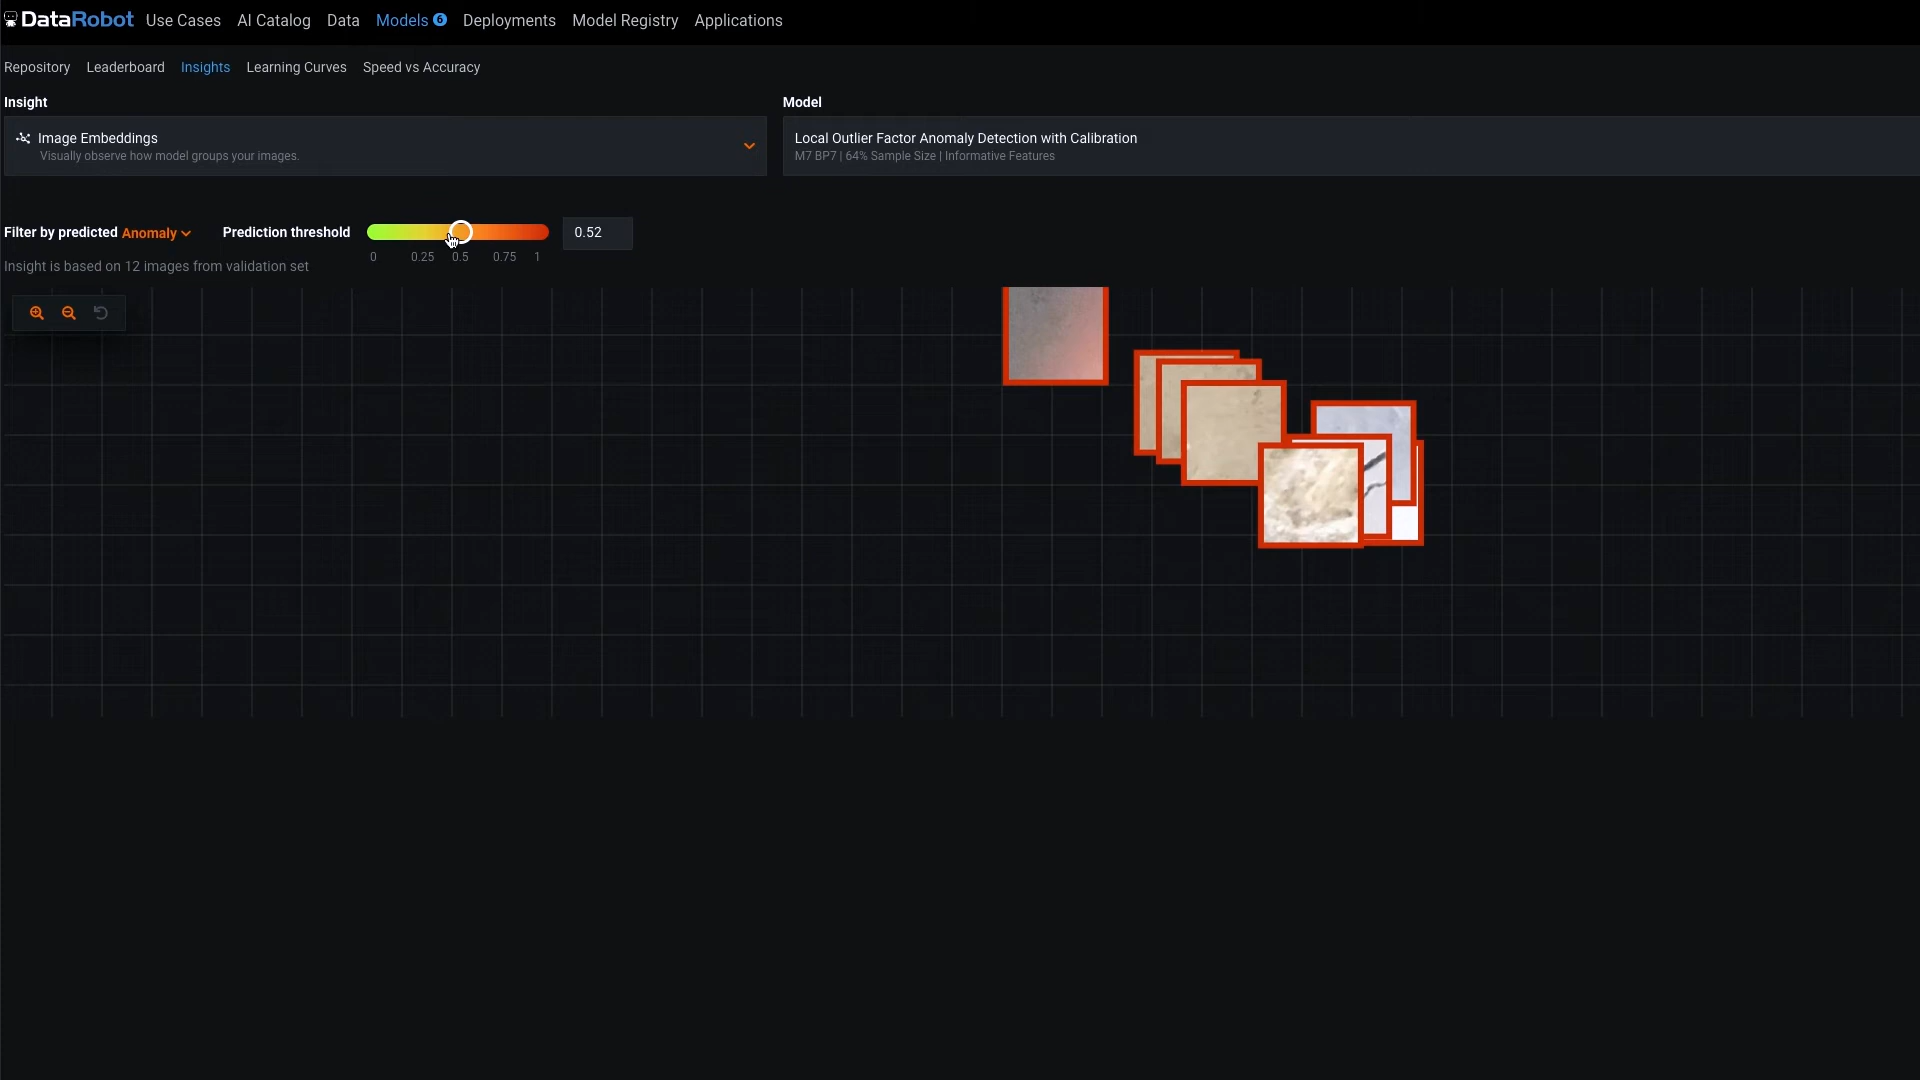 DataRobot Use Cases AI Catalog Data Models 6 Deployments Model Registry Applications
Repository Leaderboard Insights Learning Curves Speed vs Accuracy
Insight
Image Embeddings
Visually observe how model groups your images.
Model
Local Outlier Factor Anomaly Detection with Calibration
M7 BP7 | 64% Sample Size | Informative Features
Filter by predicted Anomaly Prediction threshold 0.52
0 0.25 0.5 0.75 1
Insight is based on 12 images from validation set